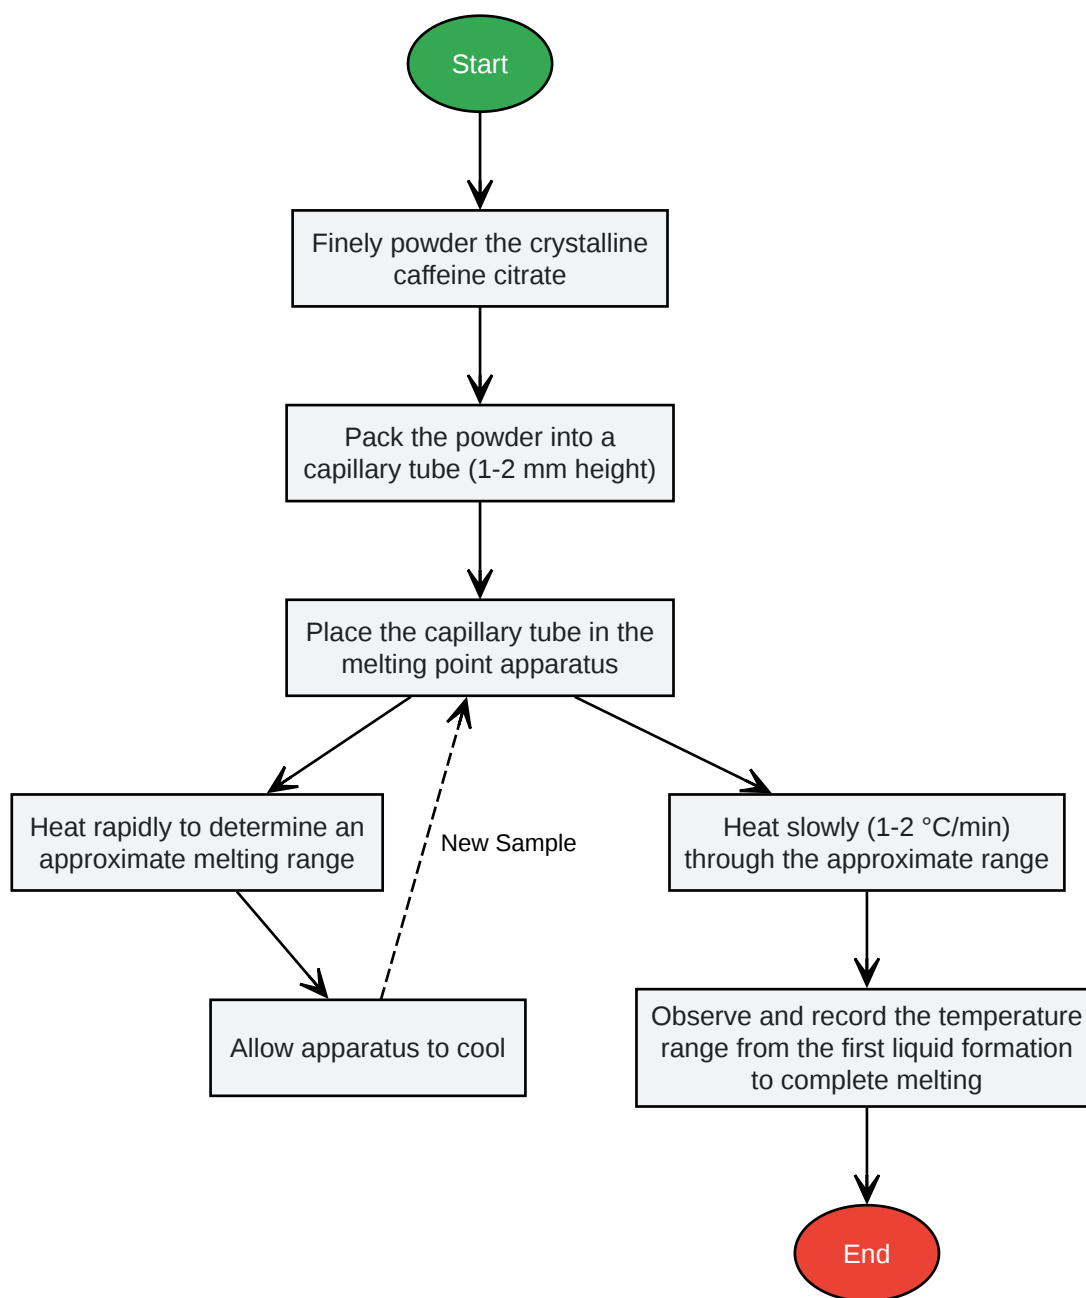 Start
Finely powder the crystalline
caffeine citrate
Pack the powder into a
capillary tube (1-2 mm height)
Place the capillary tube in the
melting point apparatus
Heat rapidly to determine an
approximate melting range
New Sample
Heat slowly (1-2 °C/min)
through the approximate range
Allow apparatus to cool
Observe and record the temperature
range from the first liquid formation
to complete melting
End